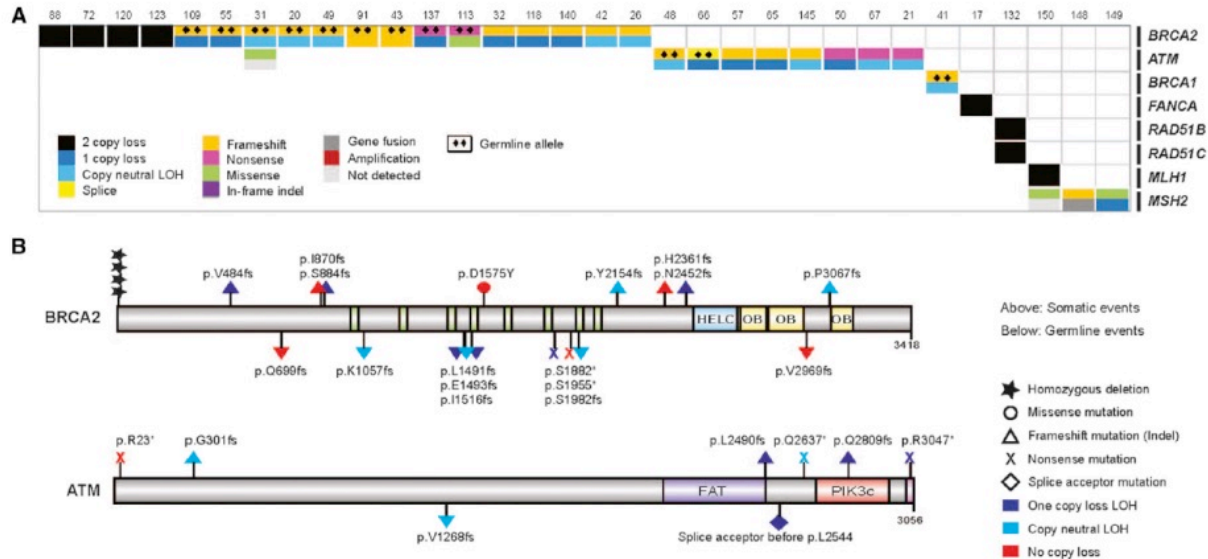 A
88 72 120 123 109 55 31 20 49 91 43 137 113 32 118 140 42 26 48 66 57 65 145 50 67 21 41 17 132 150 148 149
BRCA2
ATM
BRCA1
FANCA
RAD51B
RAD51C
MLH1
MSH2
2 copy loss
1 copy loss
Copy neutral LOH
Splice
Frameshift
Nonsense
Missense
In-frame indel
Gene fusion
Amplification
Not detected
Germline allele
B
p.V484fs
p.I870fs
p.S884fs
p.D1575Y
p.Y2154fs
p.H2361fs
p.N2452fs
p.P3067fs
BRCA2
HELC OB OB OB
3418
p.Q699fs
p.K1057fs
p.L1491fs
p.E1493fs
p.I1516fs
p.S1882*
p.S1955*
p.S1982fs
p.V2969fs
p.R23*
p.G301fs
p.L2490fs
p.Q2637*
p.Q2809fs
p.R3047*
ATM
FAT PIK3c
3056
p.V1268fs
Splice acceptor before p.L2544
Above: Somatic events
Below: Germline events
Homozygous deletion
Missense mutation
Frameshift mutation (Indel)
Nonsense mutation
Splice acceptor mutation
One copy loss LOH
Copy neutral LOH
No copy loss